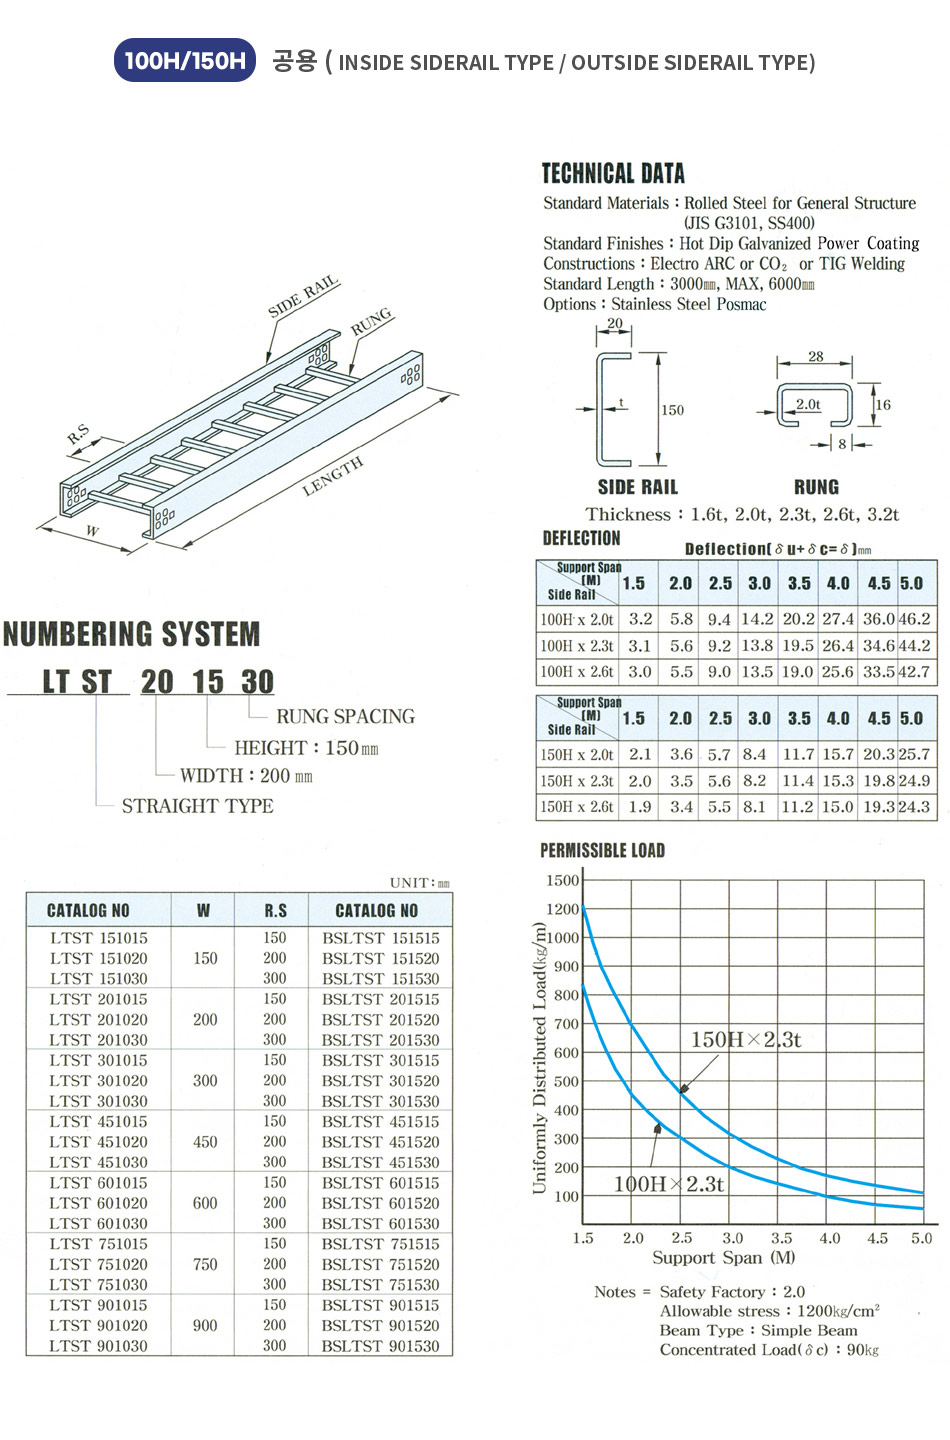 100H/150H 공용 ( INSIDE SIDERAIL TYPE / OUTSIDE SIDERAIL TYPE)
SIDE RAIL
RUNG
R.S
W
LENGTH
NUMBERING SYSTEM
LT ST 20 15 30
RUNG SPACING
HEIGHT : 150㎜
WIDTH : 200 ㎜
STRAIGHT TYPE
UNIT:㎜
CATALOG NO W R.S CATALOG NO
LTST 151015 150 BSLTST 151515
LTST 151020 150 200 BSLTST 151520
LTST 151030 300 BSLTST 151530
LTST 201015 150 BSLTST 201515
LTST 201020 200 200 BSLTST 201520
LTST 201030 300 BSLTST 201530
LTST 301015 150 BSLTST 301515
LTST 301020 300 200 BSLTST 301520
LTST 301030 300 BSLTST 301530
LTST 451015 150 BSLTST 451515
LTST 451020 450 200 BSLTST 451520
LTST 451030 300 BSLTST 451530
LTST 601015 150 BSLTST 601515
LTST 601020 600 200 BSLTST 601520
LTST 601030 300 BSLTST 601530
LTST 751015 150 BSLTST 751515
LTST 751020 750 200 BSLTST 751520
LTST 751030 300 BSLTST 751530
LTST 901015 150 BSLTST 901515
LTST 901020 900 200 BSLTST 901520
LTST 901030 300 BSLTST 901530
TECHNICAL DATA
Standard Materials : Rolled Steel for General Structure
(JIS G3101, SS400)
Standard Finishes : Hot Dip Galvanized Power Coating
Constructions : Electro ARC or CO₂ or TIG Welding
Standard Length : 3000㎜, MAX, 6000㎜
Options : Stainless Steel Posmac
20
t
150
28
2.0t
16
8
SIDE RAIL RUNG
Thickness : 1.6t, 2.0t, 2.3t, 2.6t, 3.2t
DEFLECTION
Deflection(δu+δc=δ)㎜
Support Span
(M)
Side Rail
1.5 2.0 2.5 3.0 3.5 4.0 4.5 5.0
100H x 2.0t 3.2 5.8 9.4 14.2 20.2 27.4 36.0 46.2
100H x 2.3t 3.1 5.6 9.2 13.8 19.5 26.4 34.6 44.2
100H x 2.6t 3.0 5.5 9.0 13.5 19.0 25.6 33.5 42.7
Support Span
(M)
Side Rail
1.5 2.0 2.5 3.0 3.5 4.0 4.5 5.0
150H x 2.0t 2.1 3.6 5.7 8.4 11.7 15.7 20.3 25.7
150H x 2.3t 2.0 3.5 5.6 8.2 11.4 15.3 19.8 24.9
150H x 2.6t 1.9 3.4 5.5 8.1 11.2 15.0 19.3 24.3
PERMISSIBLE LOAD
Uniformly Distributed Load(kg/m)
1500
1200
1000
900
800
700
600
500
400
300
200
100
150H×2.3t
100H×2.3t
1.5 2.0 2.5 3.0 3.5 4.0 4.5 5.0
Support Span (M)
Notes = Safety Factory : 2.0
Allowable stress : 1200kg/cm²
Beam Type : Simple Beam
Concentrated Load(δc) : 90kg